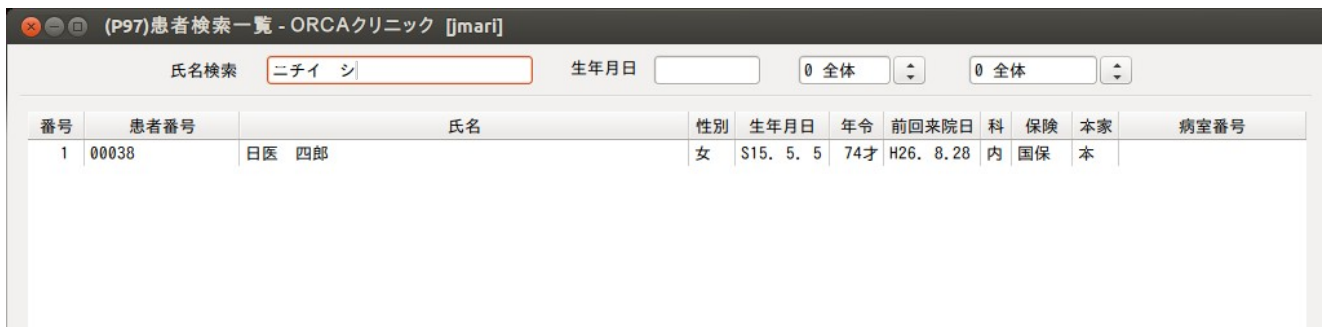 (P97)患者検索一覧 - ORCAクリニック [jmari]
氏名検索 ニチイ　シ 生年月日 0 全体 0 全体
番号 患者番号 氏名 性別 生年月日 年令 前回来院日 科 保険 本家 病室番号
1 00038 日医　四郎 女 S15. 5. 5 74才 H26. 8.28 内 国保 本